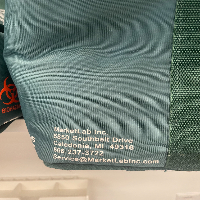 MarketLab Inc
6850 Southbelt Drive
Caledonia, MI 49316
866-237-3722
Service@MarketLabInc.com